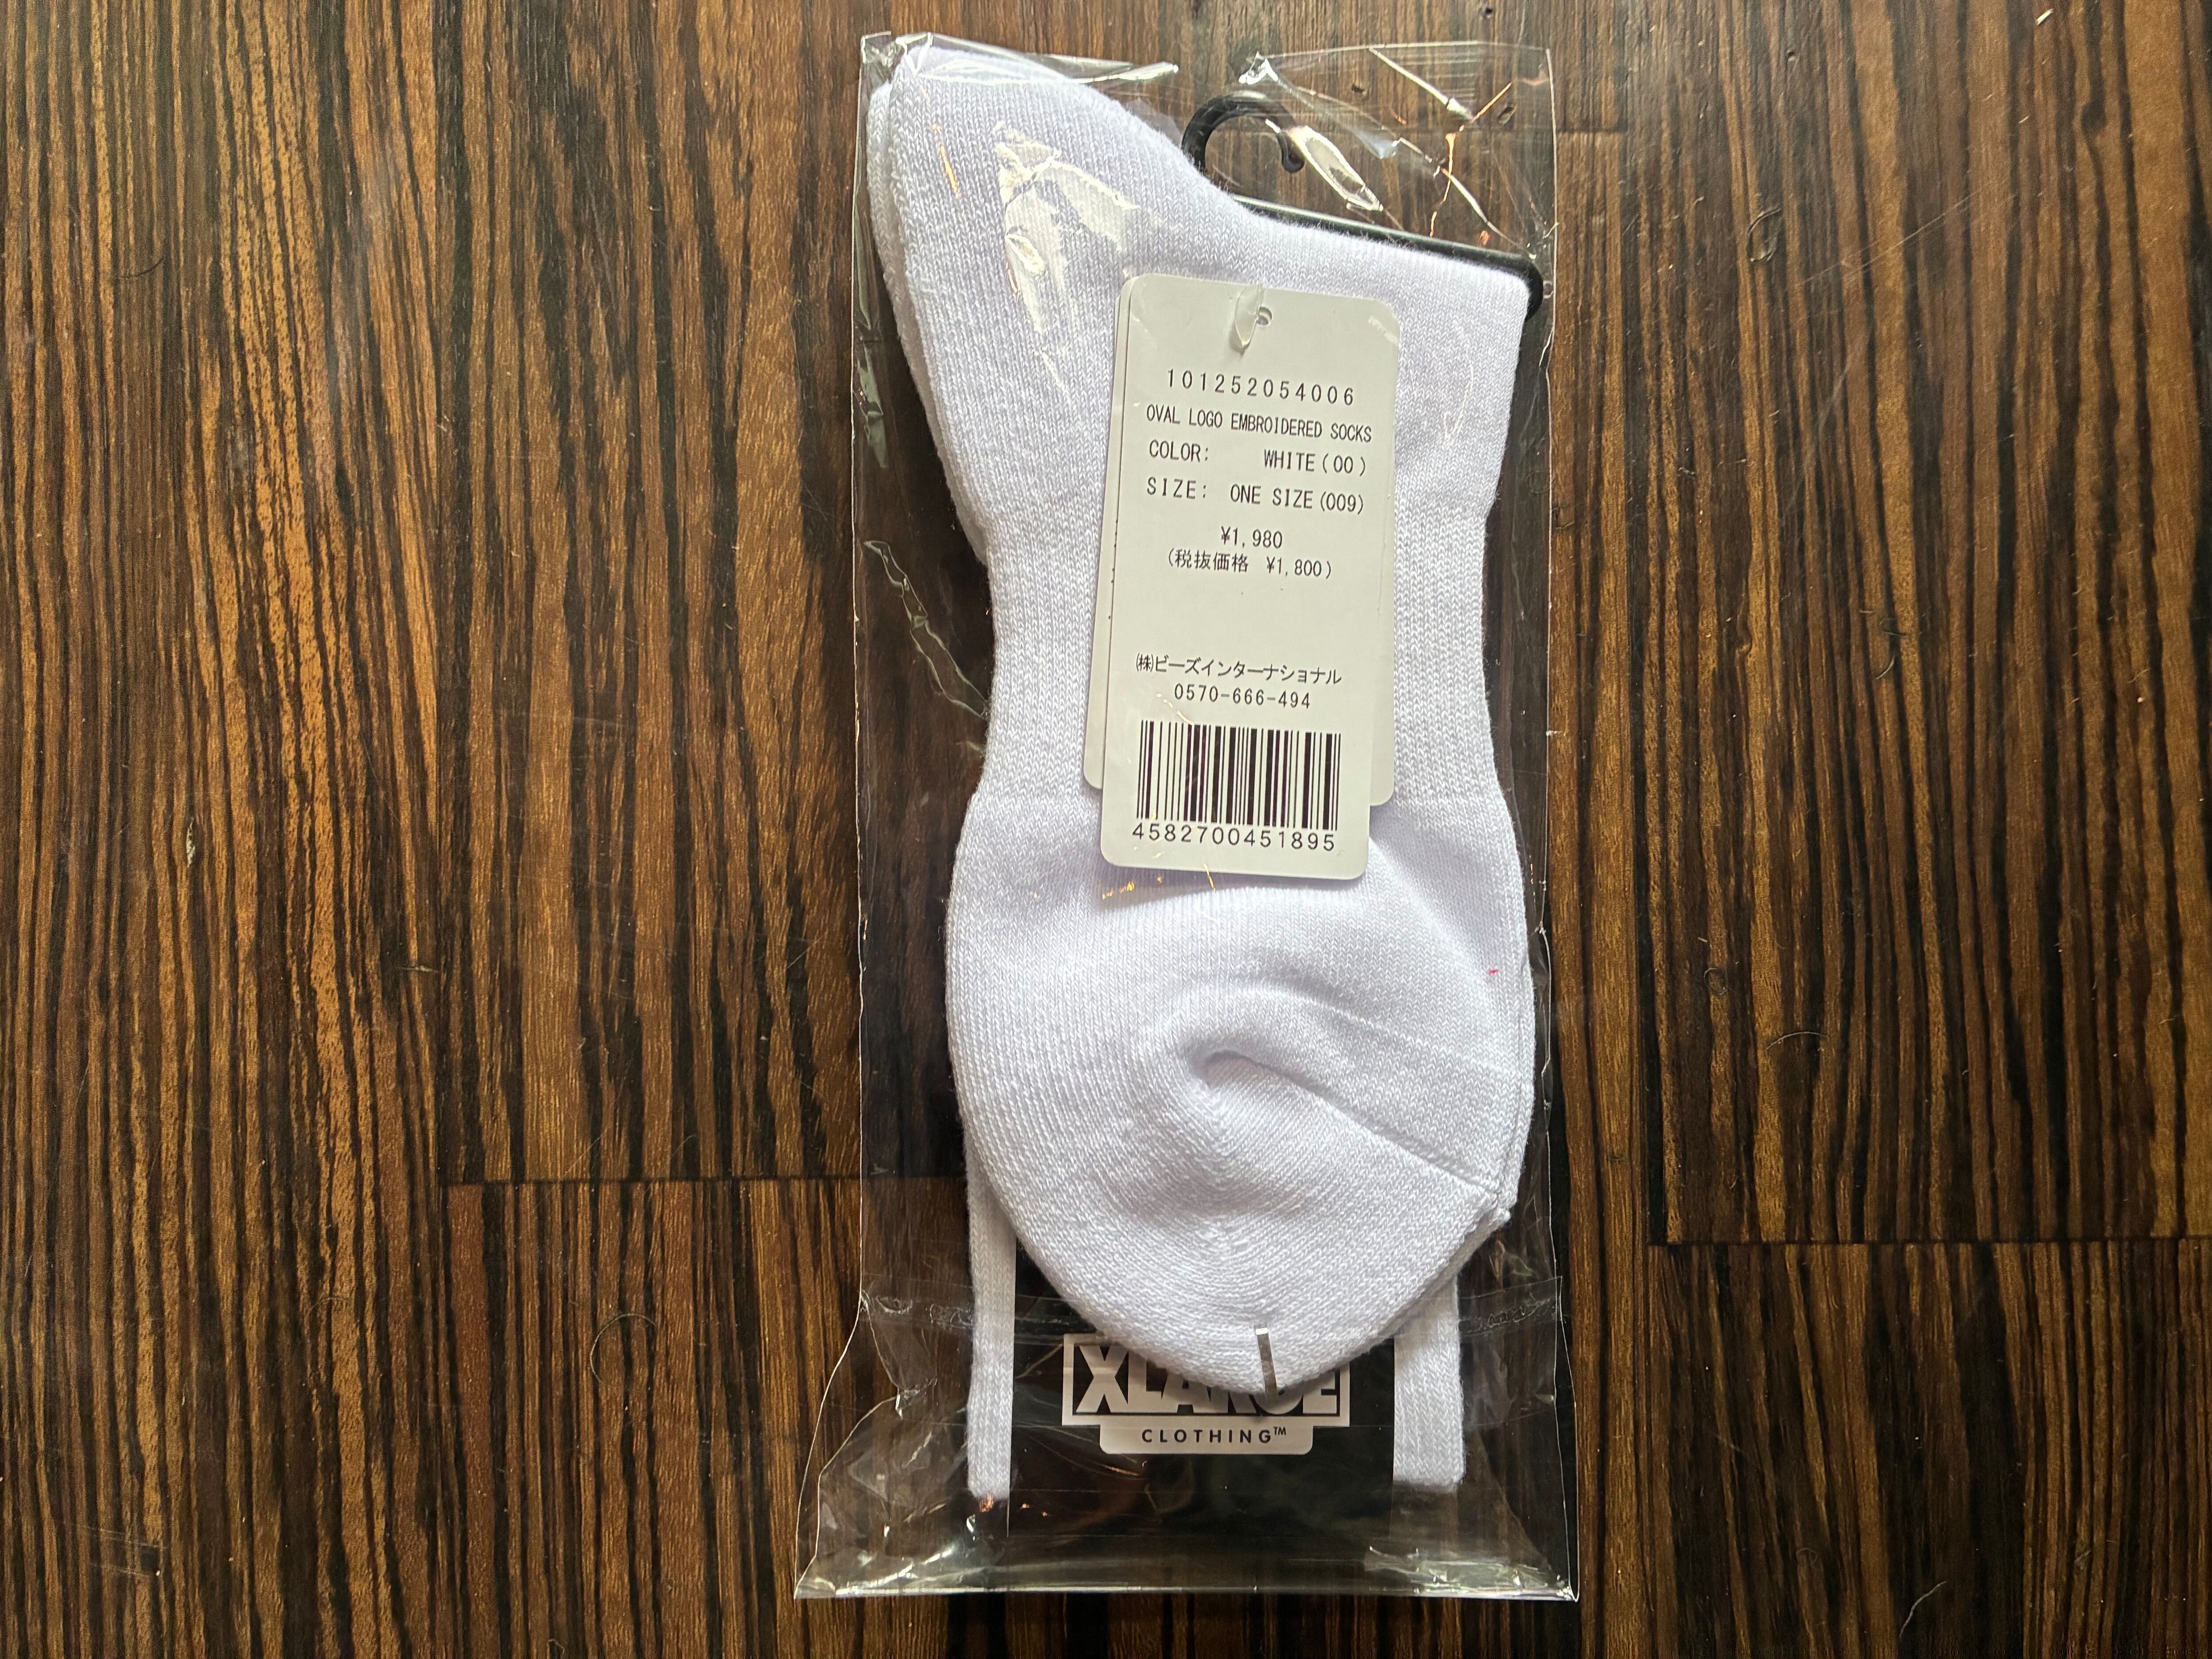 101252054006
OVAL LOGO EMBROIDERED SOCKS
COLOR: WHITE(00)
SIZE: ONE SIZE(009)
¥1,980
(税抜価格 ¥1,800)
㈱ビーズインターナショナル
0570-666-494
4582700451895
XLARGE
CLOTHING™